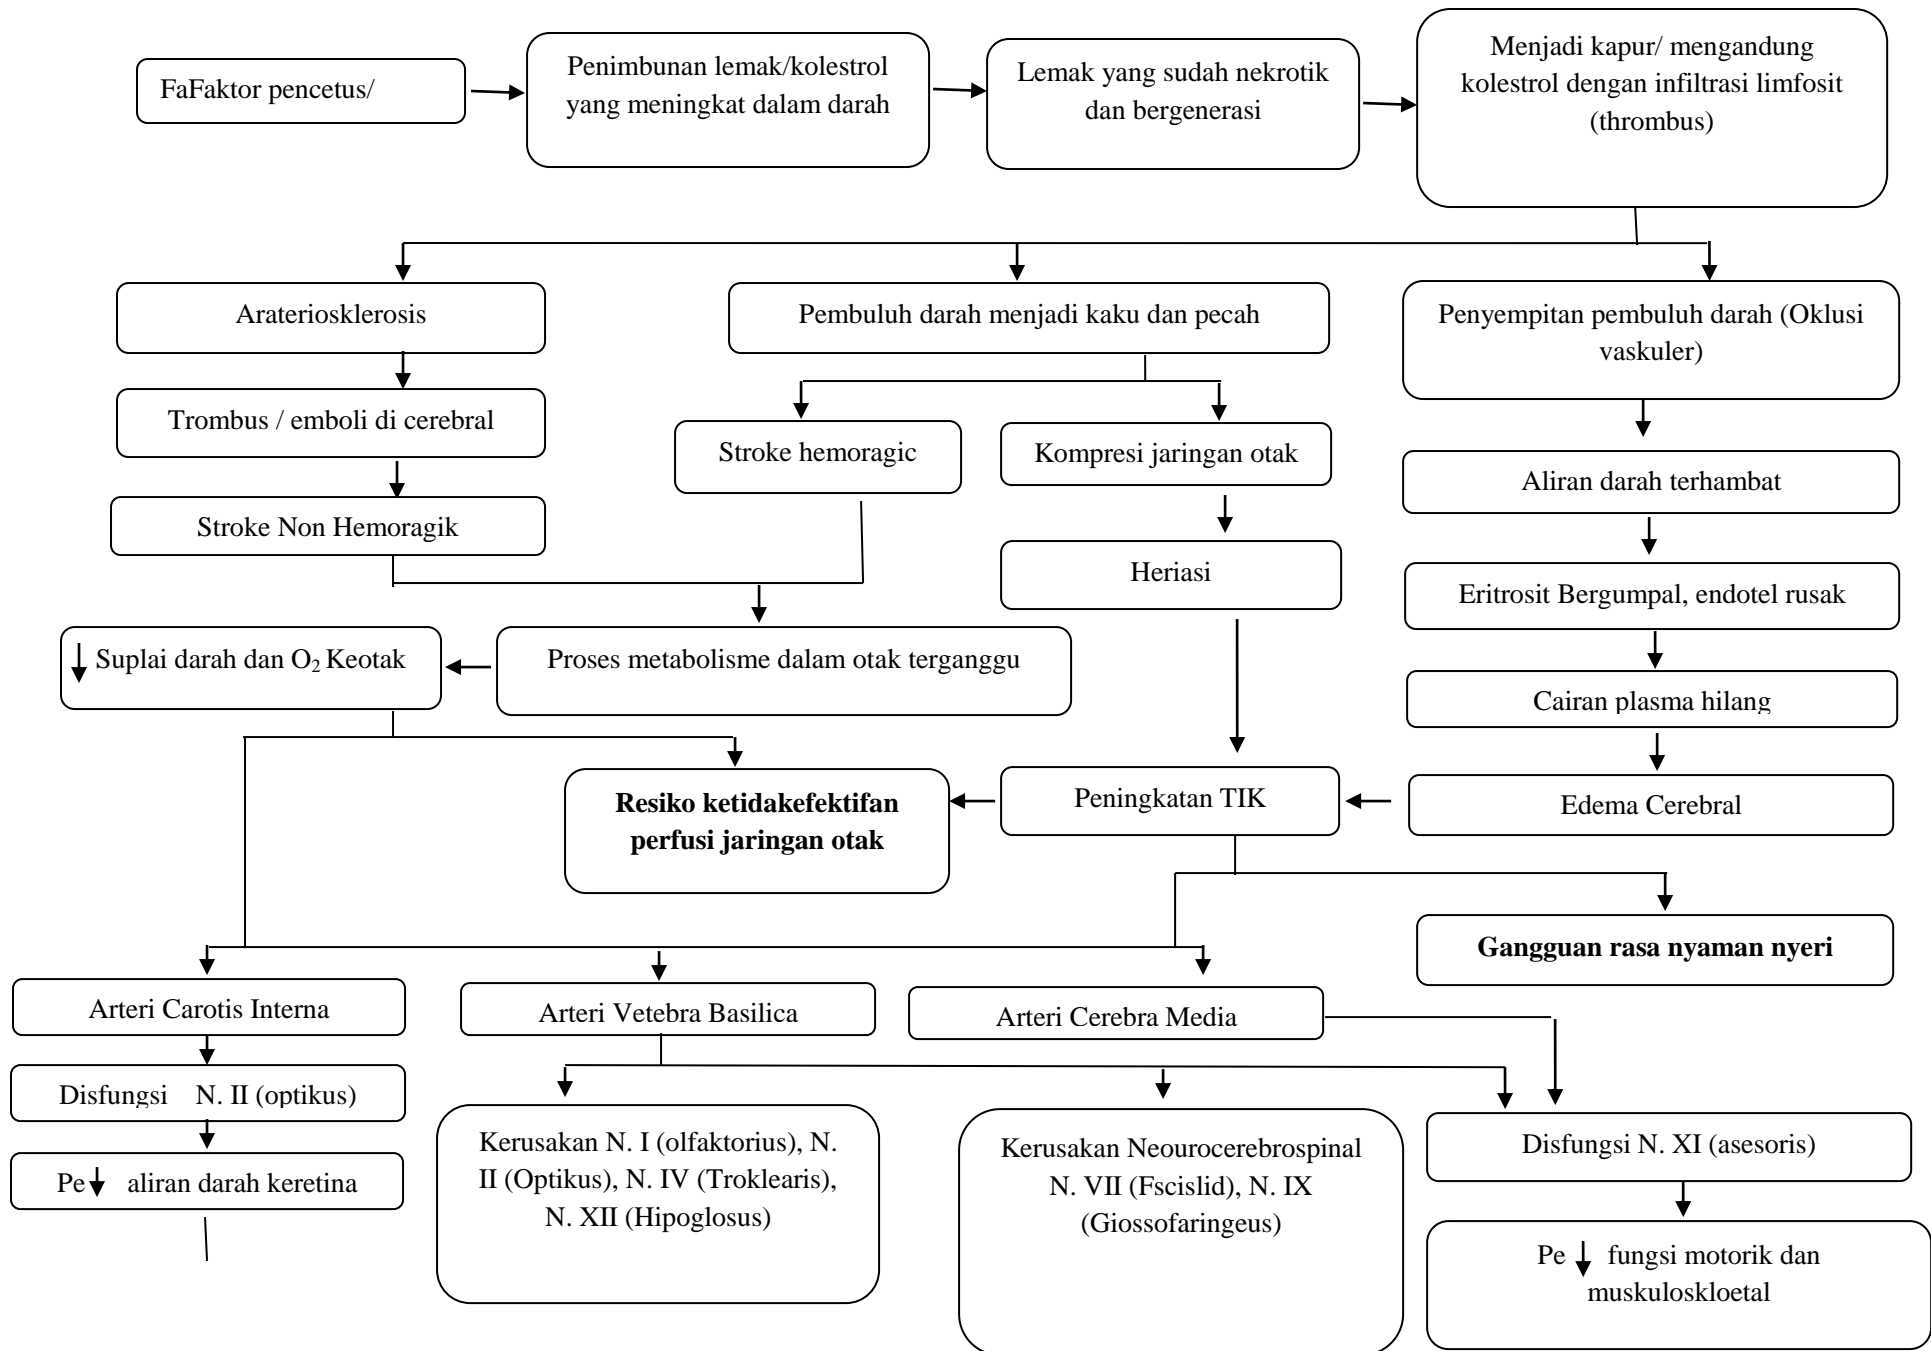 FaFaktor pencetus/
Penimbunan lemak/kolestrol
yang meningkat dalam darah
Lemak yang sudah nekrotik
dan bergenerasi
Menjadi kapur/ mengandung
kolestrol dengan infiltrasi limfosit
(thrombus)
Arateriosklerosis
Pembuluh darah menjadi kaku dan pecah
Penyempitan pembuluh darah (Oklusi
vaskuler)
Trombus / emboli di cerebral
Stroke hemoragic
Kompresi jaringan otak
Aliran darah terhambat
Stroke Non Hemoragik
Heriasi
Eritrosit Bergumpal, endotel rusak
Suplai darah dan O₂ Keotak
Proses metabolisme dalam otak terganggu
Cairan plasma hilang
Resiko ketidakefektifan
perfusi jaringan otak
Peningkatan TIK
Edema Cerebral
Gangguan rasa nyaman nyeri
Arteri Carotis Interna
Arteri Vetebra Basilica
Arteri Cerebra Media
Disfungsi N. II (optikus)
Kerusakan N. I (olfaktorius), N.
II (Optikus), N. IV (Troklearis),
N. XII (Hipoglosus)
Kerusakan Neourocerebrospinal
N. VII (Fscislid), N. IX
(Giossofaringeus)
Disfungsi N. XI (asesoris)
Pe aliran darah keretina
Pe fungsi motorik dan
muskuloskloetal